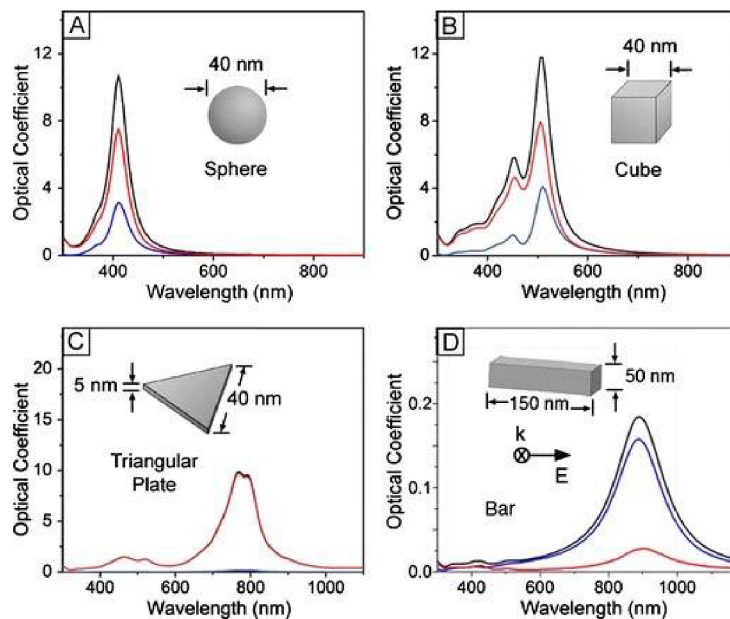 A
12
8
4
0
Optical Coefficient
40 nm
Sphere
400 600 800
Wavelength (nm)
B
12
8
4
0
Optical Coefficient
40 nm
Cube
400 600 800
Wavelength (nm)
C
20
15
10
5
0
Optical Coefficient
5 nm
40 nm
Triangular
Plate
400 600 800 1000
Wavelength (nm)
D
0.2
0.1
0.0
Optical Coefficient
50 nm
150 nm
k
E
Bar
400 600 800 1000
Wavelength (nm)